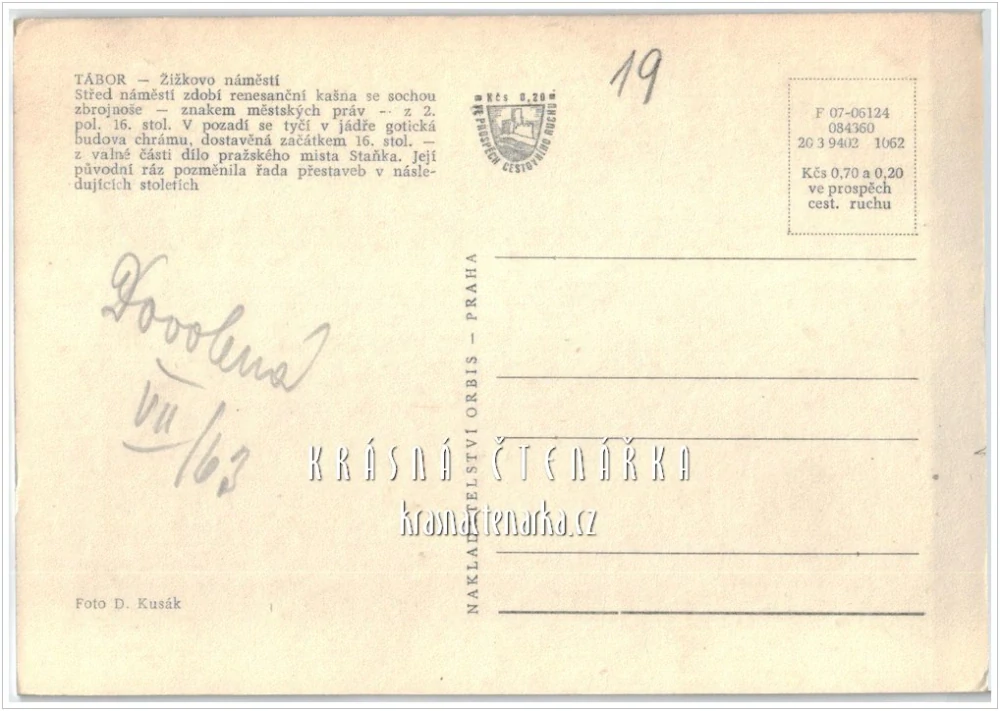 TÁBOR — Žižkovo náměstí
Střed náměstí zdobí renesanční kašna se sochou
zbrojnoše — znakem městských práv — z 2.
pol. 16. stol. V pozadí se tyčí v jádře gotická
budova chrámu, dostavěná začátkem 16. stol. —
z valné části dílo pražského mista Staňka. Její
původní ráz pozměnila řada přestaveb v násle-
dujících stoletích
Dovolená
VII/63
Foto D. Kusák
19
Kčs 0,20
VE PROSPĚCH CESTOVNÍHO RUCHU
NAKLADATELSTVÍ ORBIS — PRAHA
F 07-06124
084360
20 3 9402 1062
Kčs 0,70 a 0,20
ve prospěch
cest. ruchu
KRÁSNÁ ČTENÁŘKA
krasnactenarka.cz